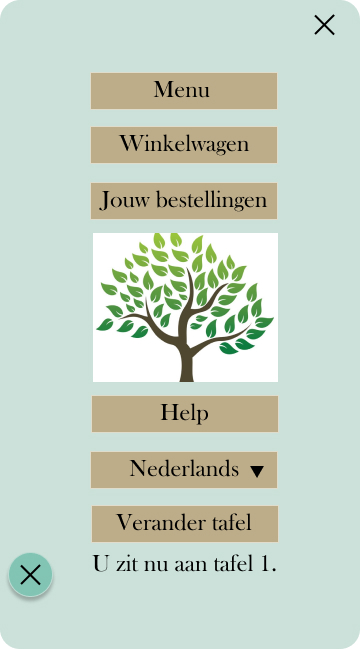 Menu
Winkelwagen
Jouw bestellingen
Help
Nederlands
Verander tafel
U zit nu aan tafel 1.